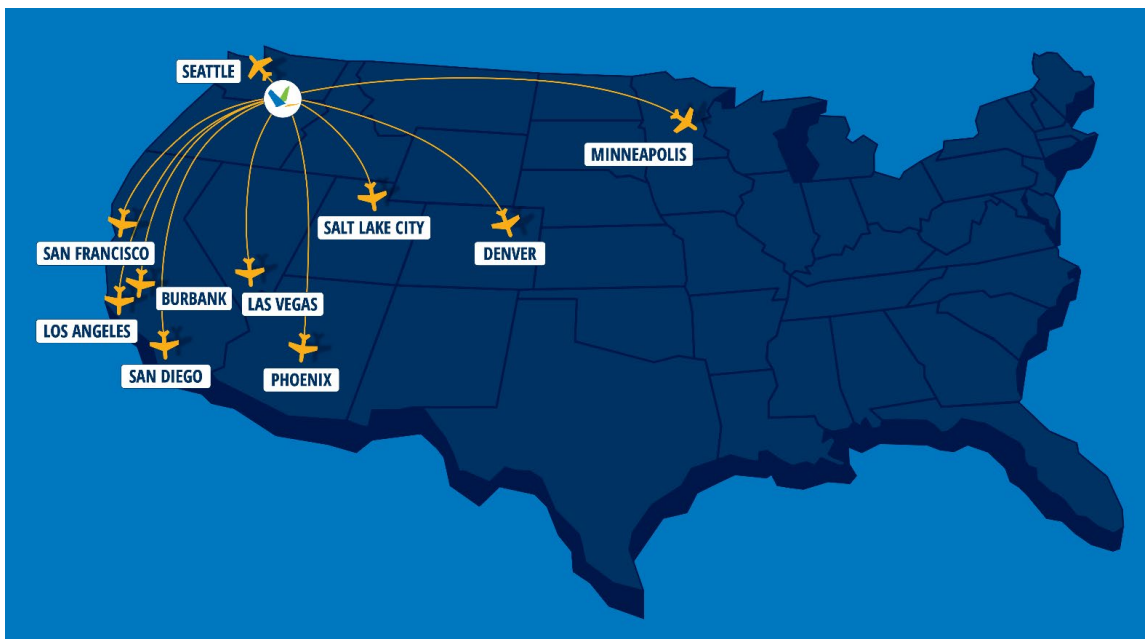 SEATTLE
MINNEAPOLIS
SALT LAKE CITY
SAN FRANCISCO
DENVER
BURBANK
LAS VEGAS
LOS ANGELES
SAN DIEGO
PHOENIX